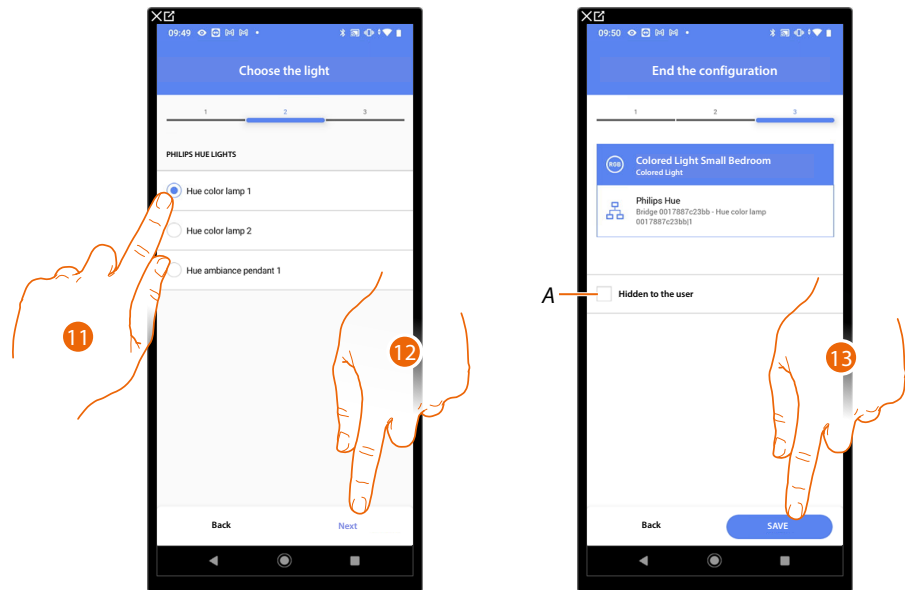 09:49
Choose the light
1 2 3
PHILIPS HUE LIGHTS
Hue color lamp 1
Hue color lamp 2
Hue ambiance pendant 1
11
12
Back Next
09:50
End the configuration
1 2 3
RGB
Colored Light Small Bedroom
Colored Light
Philips Hue
Bridge 0017887c23bb - Hue color lamp
0017887c23bb|1
A
Hidden to the user
13
Back SAVE